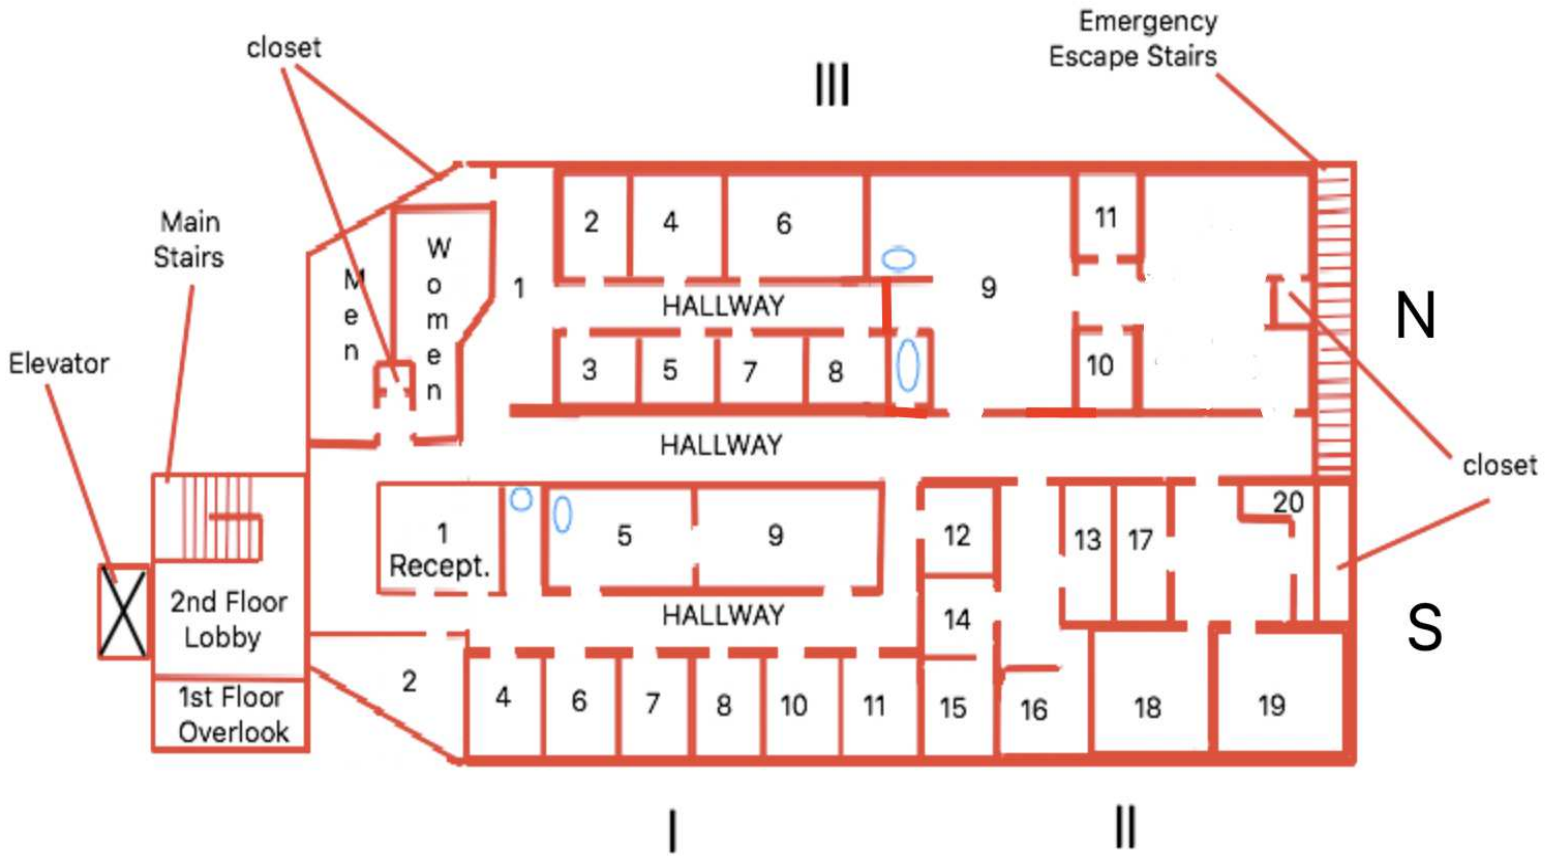 Emergency
Escape Stairs
closet
III
Main
Stairs
Elevator
Men
Women
1
2
4
6
HALLWAY
3
5
7
8
9
11
10
N
closet
HALLWAY
1
Recept.
5
9
HALLWAY
12
13
17
20
14
S
2nd Floor
Lobby
1st Floor
Overlook
2
4
6
7
8
10
11
15
16
18
19
I
II